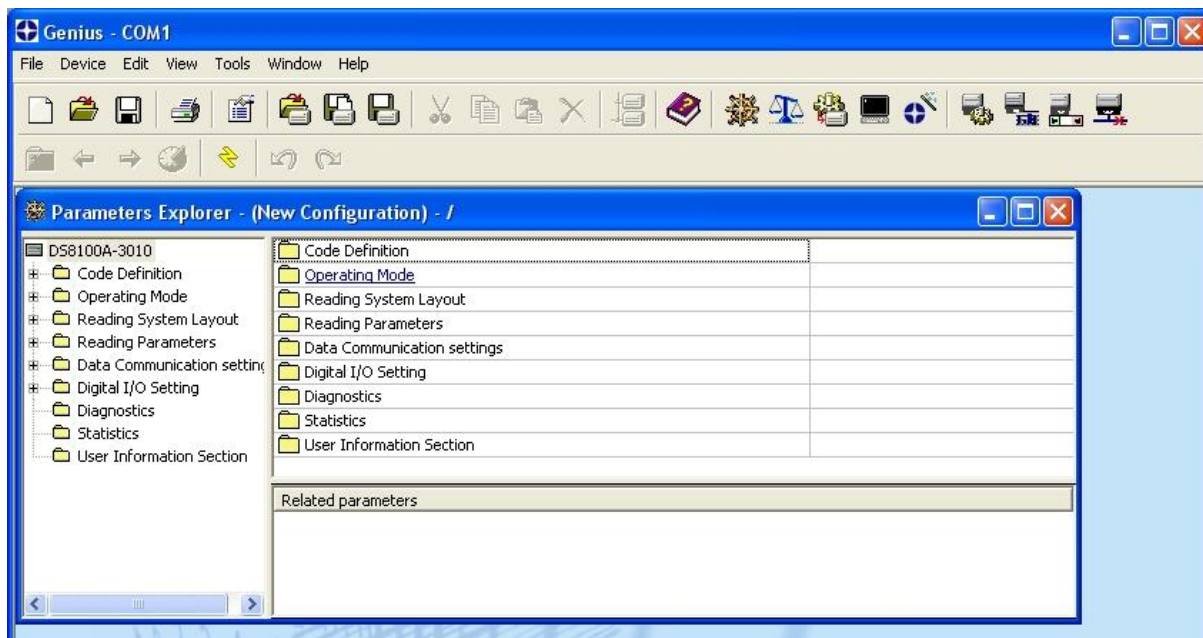 Genius - COM1
File Device Edit View Tools Window Help
Parameters Explorer - (New Configuration) - /
DS8100A-3010
Code Definition
Operating Mode
Reading System Layout
Reading Parameters
Data Communication setting
Digital I/O Setting
Diagnostics
Statistics
User Information Section
Code Definition
Operating Mode
Reading System Layout
Reading Parameters
Data Communication settings
Digital I/O Setting
Diagnostics
Statistics
User Information Section
Related parameters